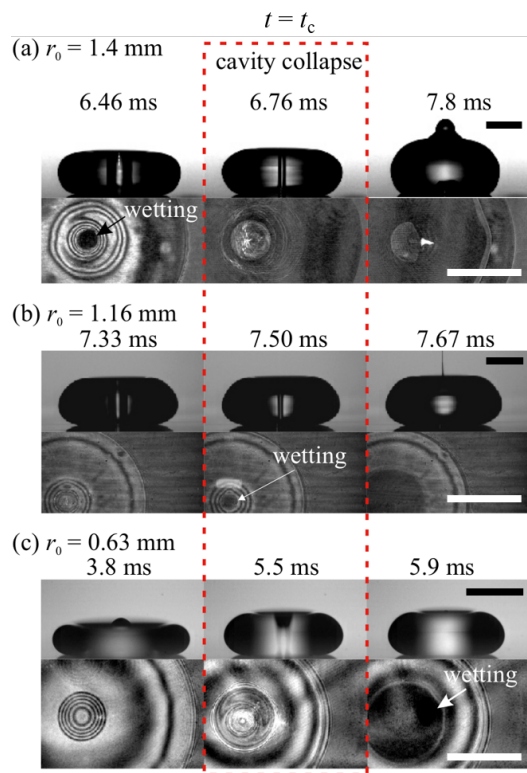 t = tc
(a) r0 = 1.4 mm
cavity collapse
6.46 ms 6.76 ms 7.8 ms
wetting
(b) r0 = 1.16 mm
7.33 ms 7.50 ms 7.67 ms
wetting
(c) r0 = 0.63 mm
3.8 ms 5.5 ms 5.9 ms
wetting